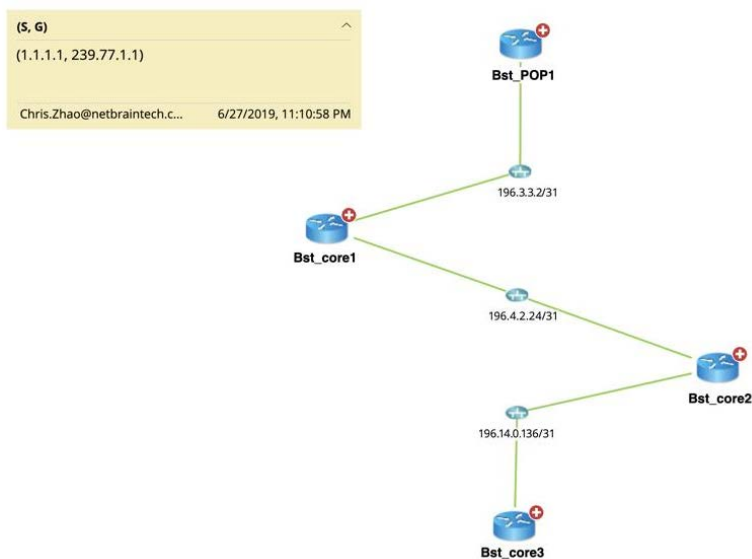 (S, G)
(1.1.1.1, 239.77.1.1)
Chris.Zhao@netbraintech.c... 6/27/2019, 11:10:58 PM
Bst_POP1
196.3.3.2/31
Bst_core1
196.4.2.24/31
Bst_core2
196.14.0.136/31
Bst_core3